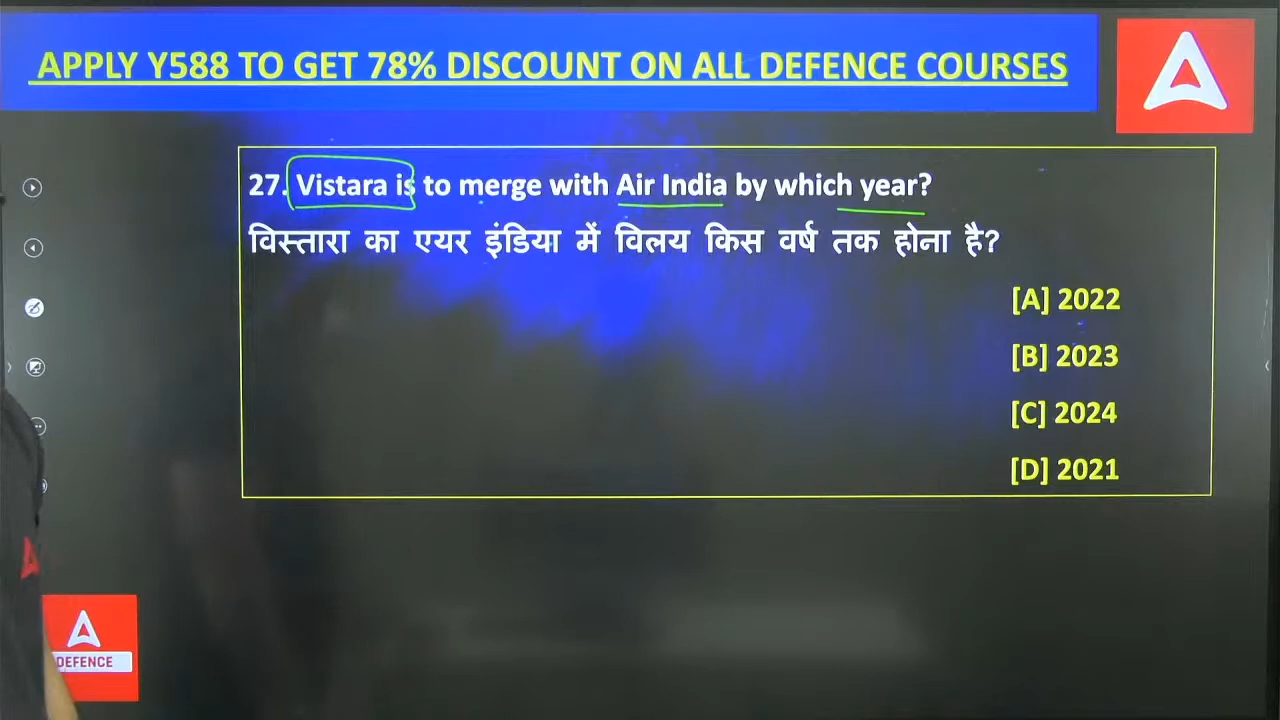 APPLY Y588 TO GET 78% DISCOUNT ON ALL DEFENCE COURSES
27. Vistara is to merge with Air India by which year?
विस्तारा का एयर इंडिया में विलय किस वर्ष तक होना है?
[A] 2022
[B] 2023
[C] 2024
[D] 2021
DEFENCE